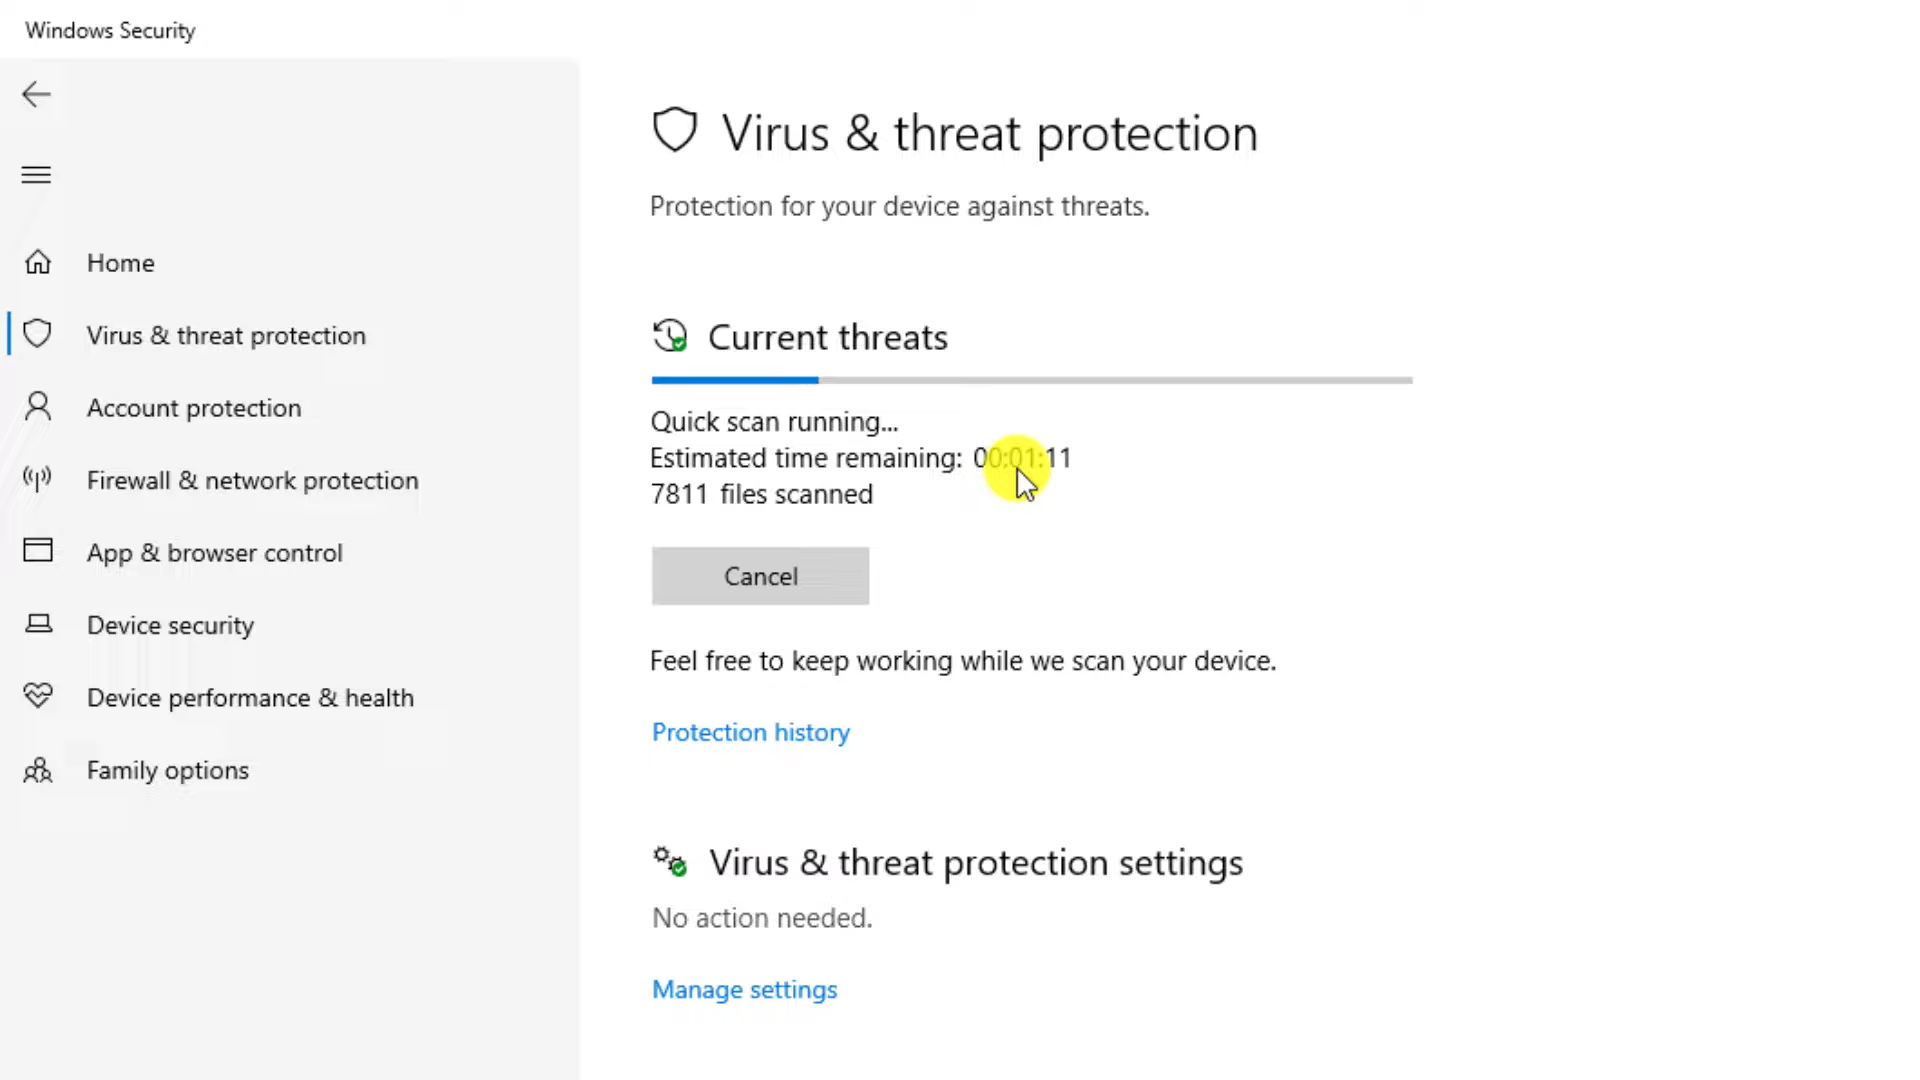 Windows Security
Home
Virus & threat protection
Account protection
Firewall & network protection
App & browser control
Device security
Device performance & health
Family options
Virus & threat protection
Protection for your device against threats.
Current threats
Quick scan running...
Estimated time remaining: 00:01:11
7811 files scanned
Cancel
Feel free to keep working while we scan your device.
Protection history
Virus & threat protection settings
No action needed.
Manage settings